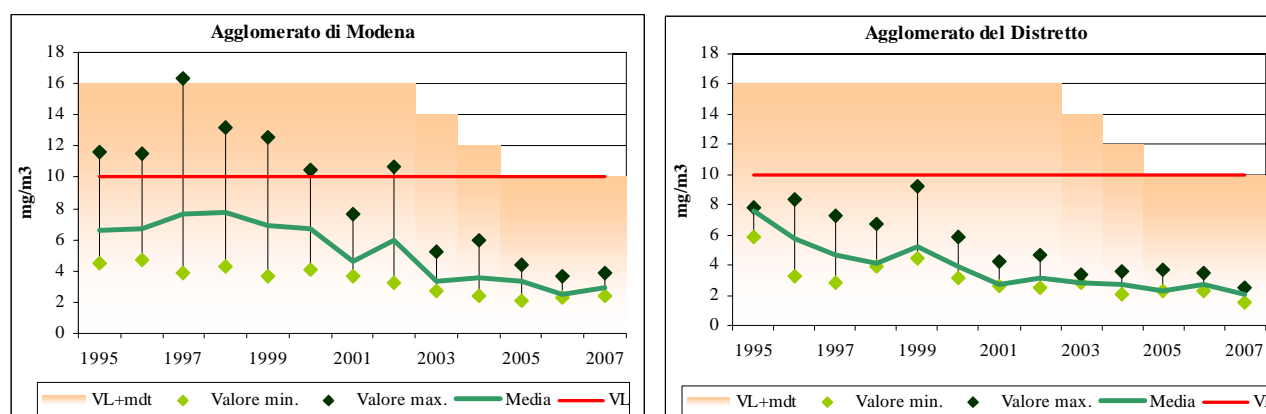 Agglomerato di Modena
18
16
14
12
10
8
6
4
2
0
mg/m3
1995 1997 1999 2001 2003 2005 2007
VL+mdt Valore min. Valore max. Media VL
Agglomerato del Distretto
18
16
14
12
10
8
6
4
2
0
mg/m3
1995 1997 1999 2001 2003 2005 2007
VL+mdt Valore min. Valore max. Media V